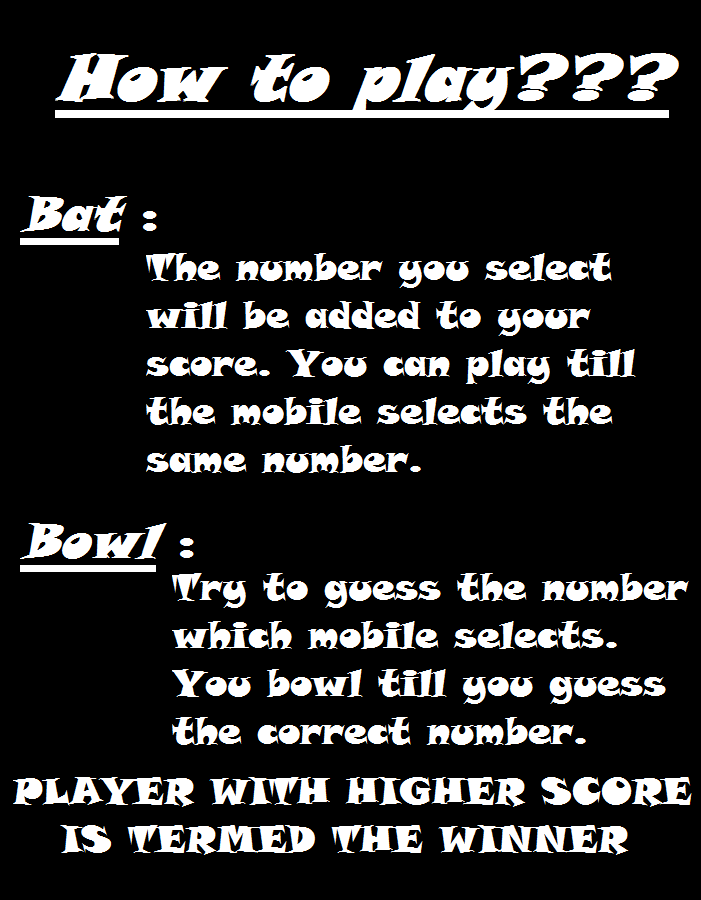 How to play???
Bat :
The number you select
will be added to your
score. You can play till
the mobile selects the
same number.
Bowl :
Try to guess the number
which mobile selects.
You bowl till you guess
the correct number.
PLAYER WITH HIGHER SCORE
IS TERMED THE WINNER